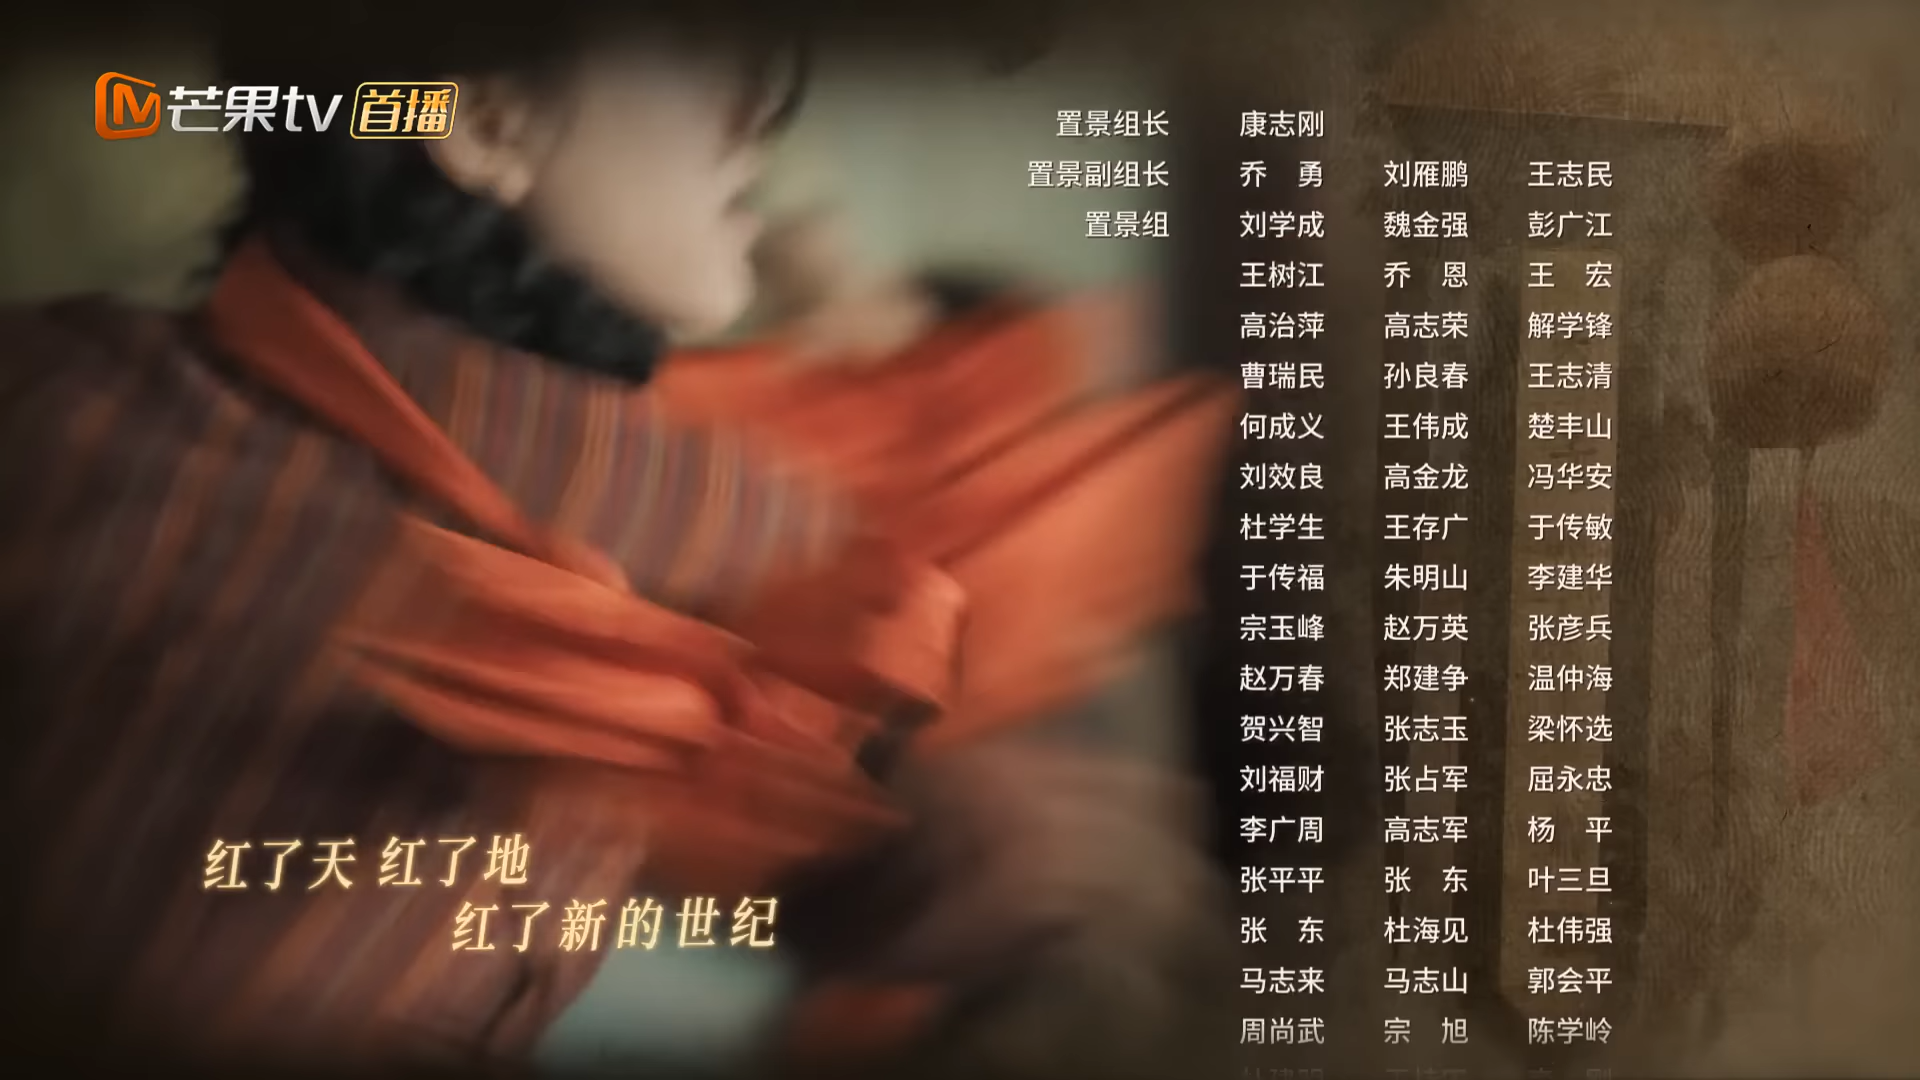 芒果tv 首播
置景组长 康志刚
置景副组长 乔 勇 刘雁鹏 王志民
置景组 刘学成 魏金强 彭广江
王树江 乔 恩 王 宏
高治萍 高志荣 解学锋
曹瑞民 孙良春 王志清
何成义 王伟成 楚丰山
刘效良 高金龙 冯华安
杜学生 王存广 于传敏
于传福 朱明山 李建华
宗玉峰 赵万英 张彦兵
赵万春 郑建争 温仲海
贺兴智 张志玉 梁怀选
刘福财 张占军 屈永忠
李广周 高志军 杨 平
张平平 张 东 叶三旦
张 东 杜海见 杜伟强
马志来 马志山 郭会平
周尚武 宗 旭 陈学岭
红了天 红了地
红了新的世纪